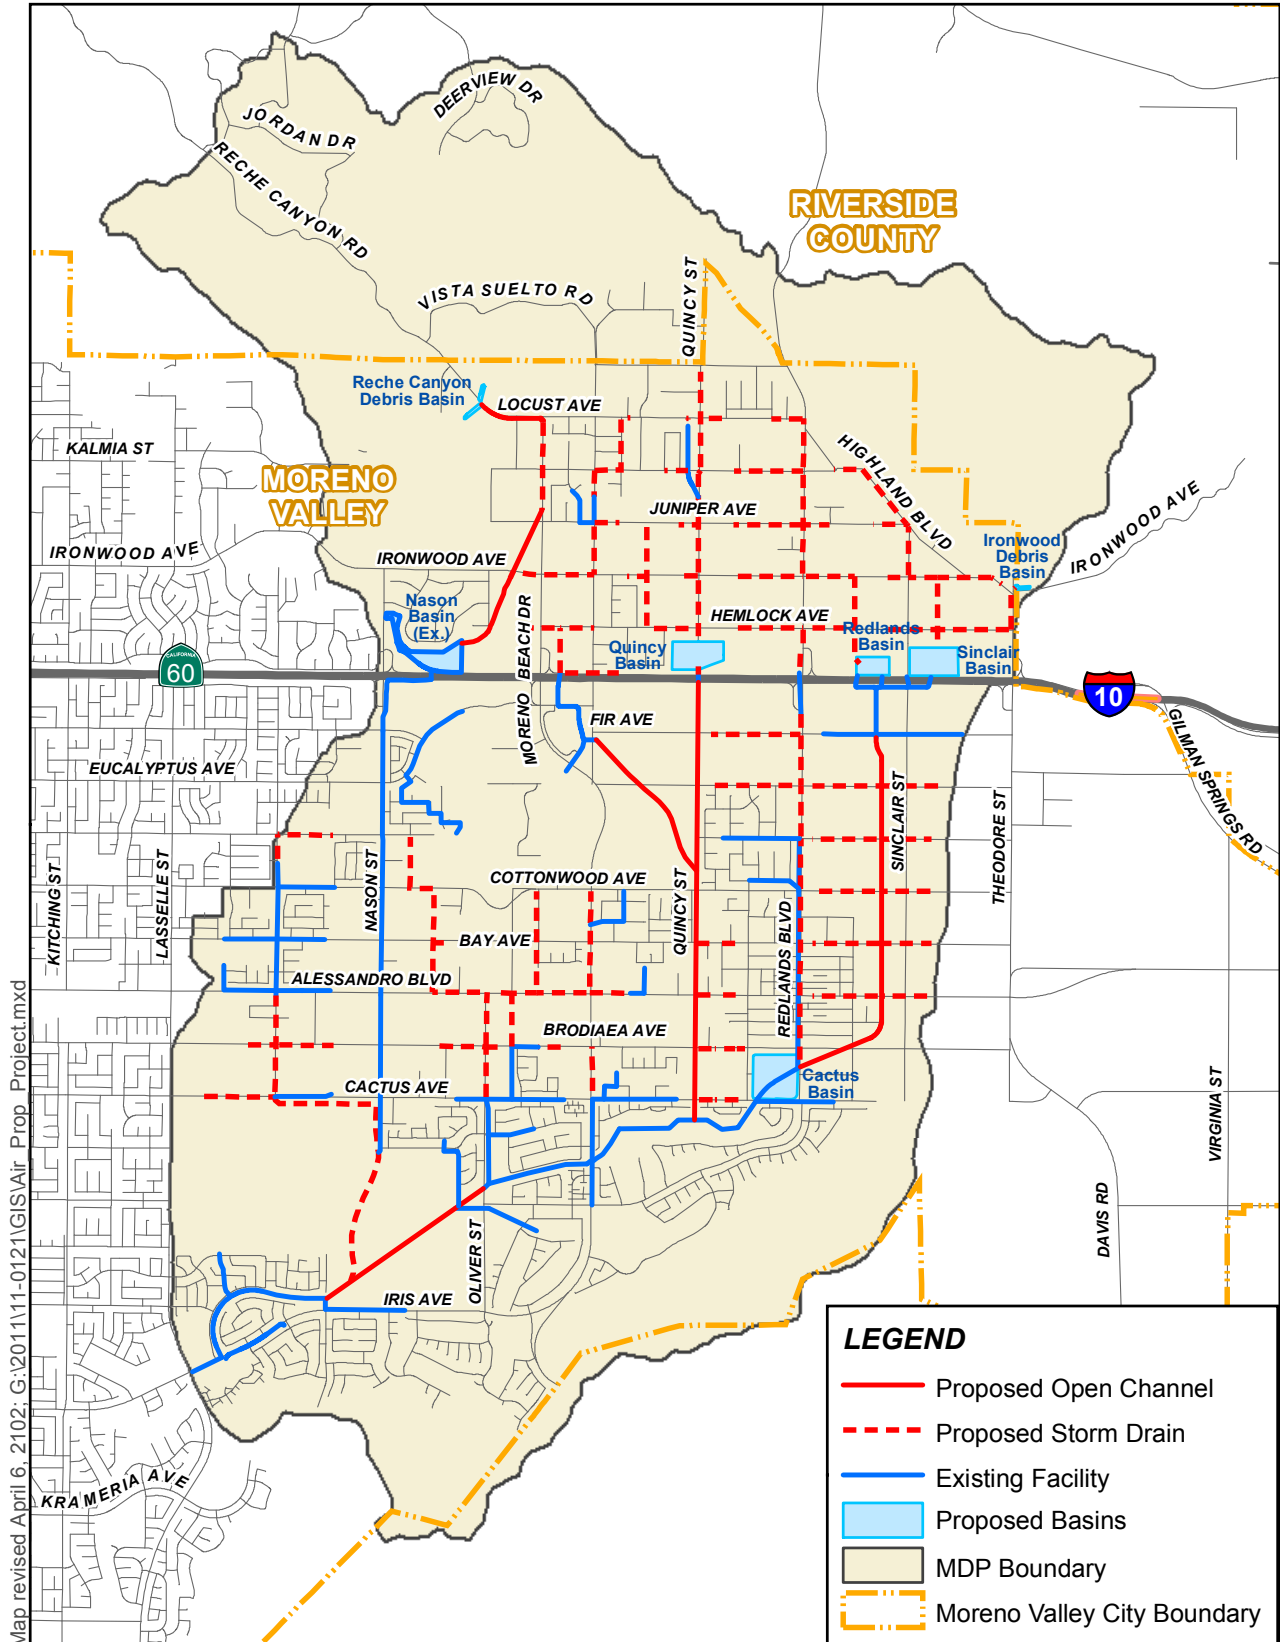 DEERVIEW DR
JORDAN DR
RECHE CANYON RD
RIVERSIDE
COUNTY
VISTA SUELTO RD
QUINCY ST
Reche Canyon
Debris Basin
LOCUST AVE
KALMIA ST
HIGHLAND BLVD
MORENO
VALLEY
JUNIPER AVE
IRONWOOD AVE
IRONWOOD AVE
IRONWOOD AVE
Ironwood
Debris
Basin
Nason
Basin
(Ex.)
MORENO BEACH DR
HEMLOCK AVE
Redlands
Basin
Quincy
Basin
Sinclair
Basin
CALIFORNIA
60
10
FIR AVE
GILMAN SPRINGS RD
EUCALYPTUS AVE
SINCLAIR ST
THEODORE ST
KITCHING ST
LASSELLE ST
NASON ST
COTTONWOOD AVE
QUINCY ST
REDLANDS BLVD
BAY AVE
ALESSANDRO BLVD
BRODIAEA AVE
CACTUS AVE
Cactus
Basin
VIRGINIA ST
DAVIS RD
OLIVER ST
IRIS AVE
KRAMERIA AVE
LEGEND
Proposed Open Channel
Proposed Storm Drain
Existing Facility
Proposed Basins
MDP Boundary
Moreno Valley City Boundary
Map revised April 6, 2102; G:\2011\11-0121\GIS\Air_Prop_Project.mxd